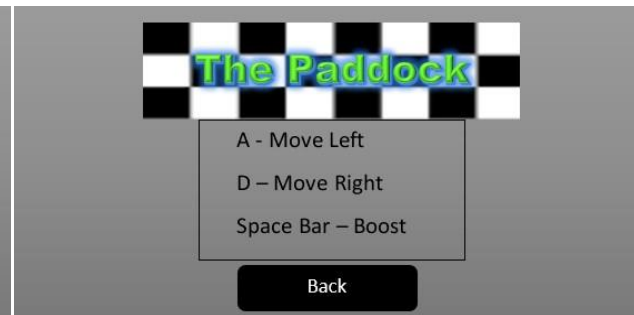 The Paddock
A - Move Left
D – Move Right
Space Bar – Boost
Back